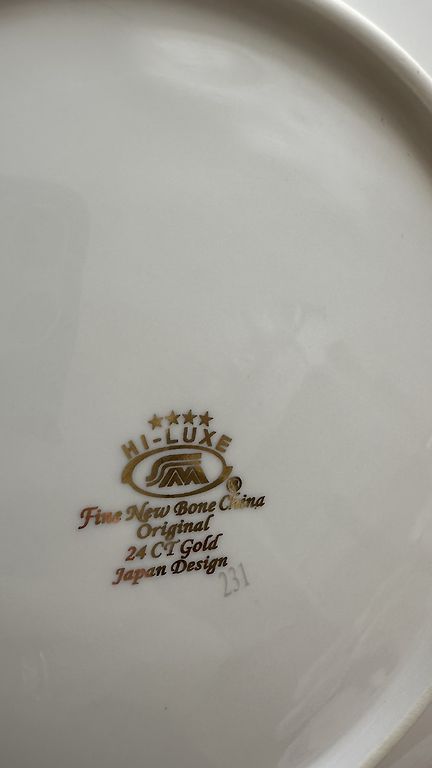 ★★★★
HI-LUXE
SM
®
Fine New Bone China
Original
24 CT Gold
Japan Design
231